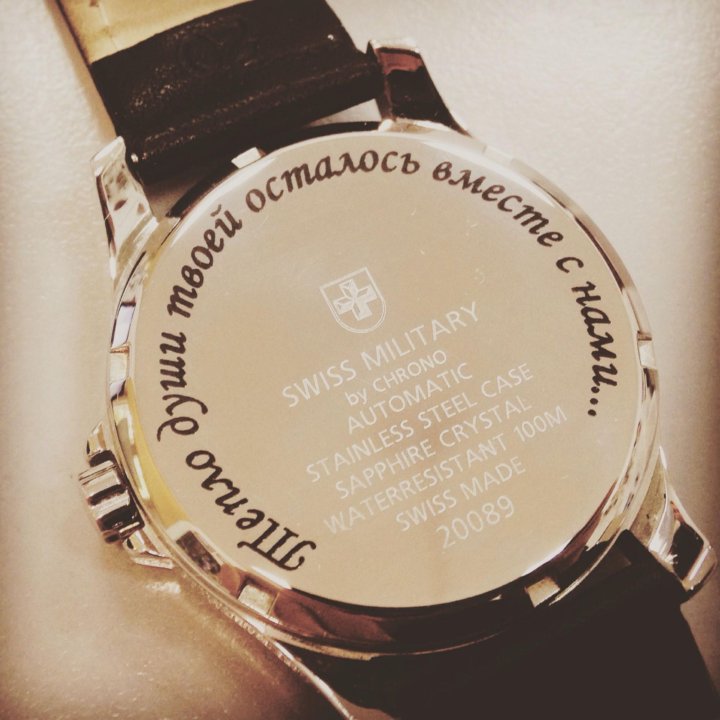 Тепло души твоей осталось вместе с нами...
SWISS MILITARY
by CHRONO
AUTOMATIC
STAINLESS STEEL CASE
SAPPHIRE CRYSTAL
WATERRESISTANT 100M
SWISS MADE
20089